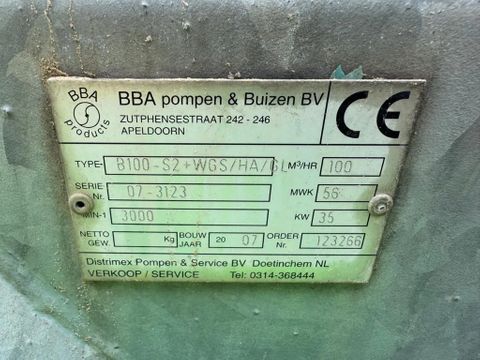 BBA
products
BBA pompen & Buizen BV
ZUTPHENSESTRAAT 242 - 246
APELDOORN
CE
TYPE- B100-S2+WGS/HA/GL M³/HR 100
SERIE Nr. 07-3123 MWK 56
MIN-1 3000 KW 35
NETTO GEW. Kg BOUW JAAR 20 07 ORDER Nr. 123266
Distrimex Pompen & Service BV Doetinchem NL
VERKOOP / SERVICE Tel: 0314-368444